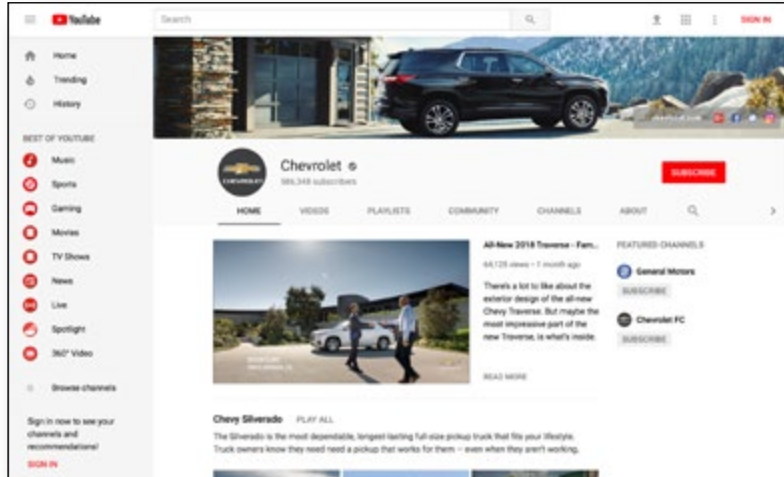 YouTube
Search
SIGN IN
Home
Trending
History
BEST OF YOUTUBE
Music
Sports
Gaming
Movies
TV Shows
News
Live
Spotlight
360° Video
Browse channels
Sign in now to see your
channels and
recommendations!
SIGN IN
Chevrolet
subscribers
SUBSCRIBE
HOME
VIDEOS
PLAYLISTS
COMMUNITY
CHANNELS
ABOUT
All-New 2018 Traverse - Fam...
views • 1 month ago
There's a lot to like about the
exterior design of the all-new
Chevy Traverse. But maybe the
most impressive part of the
new Traverse, is what's inside.
READ MORE
FEATURED CHANNELS
General Motors
SUBSCRIBE
Chevrolet FC
SUBSCRIBE
Chevy Silverado PLAY ALL
The Silverado is the most dependable, longest-lasting full-size pickup truck that fits your lifestyle.
Truck owners know they need need a pickup that works for them — even when they aren't working.